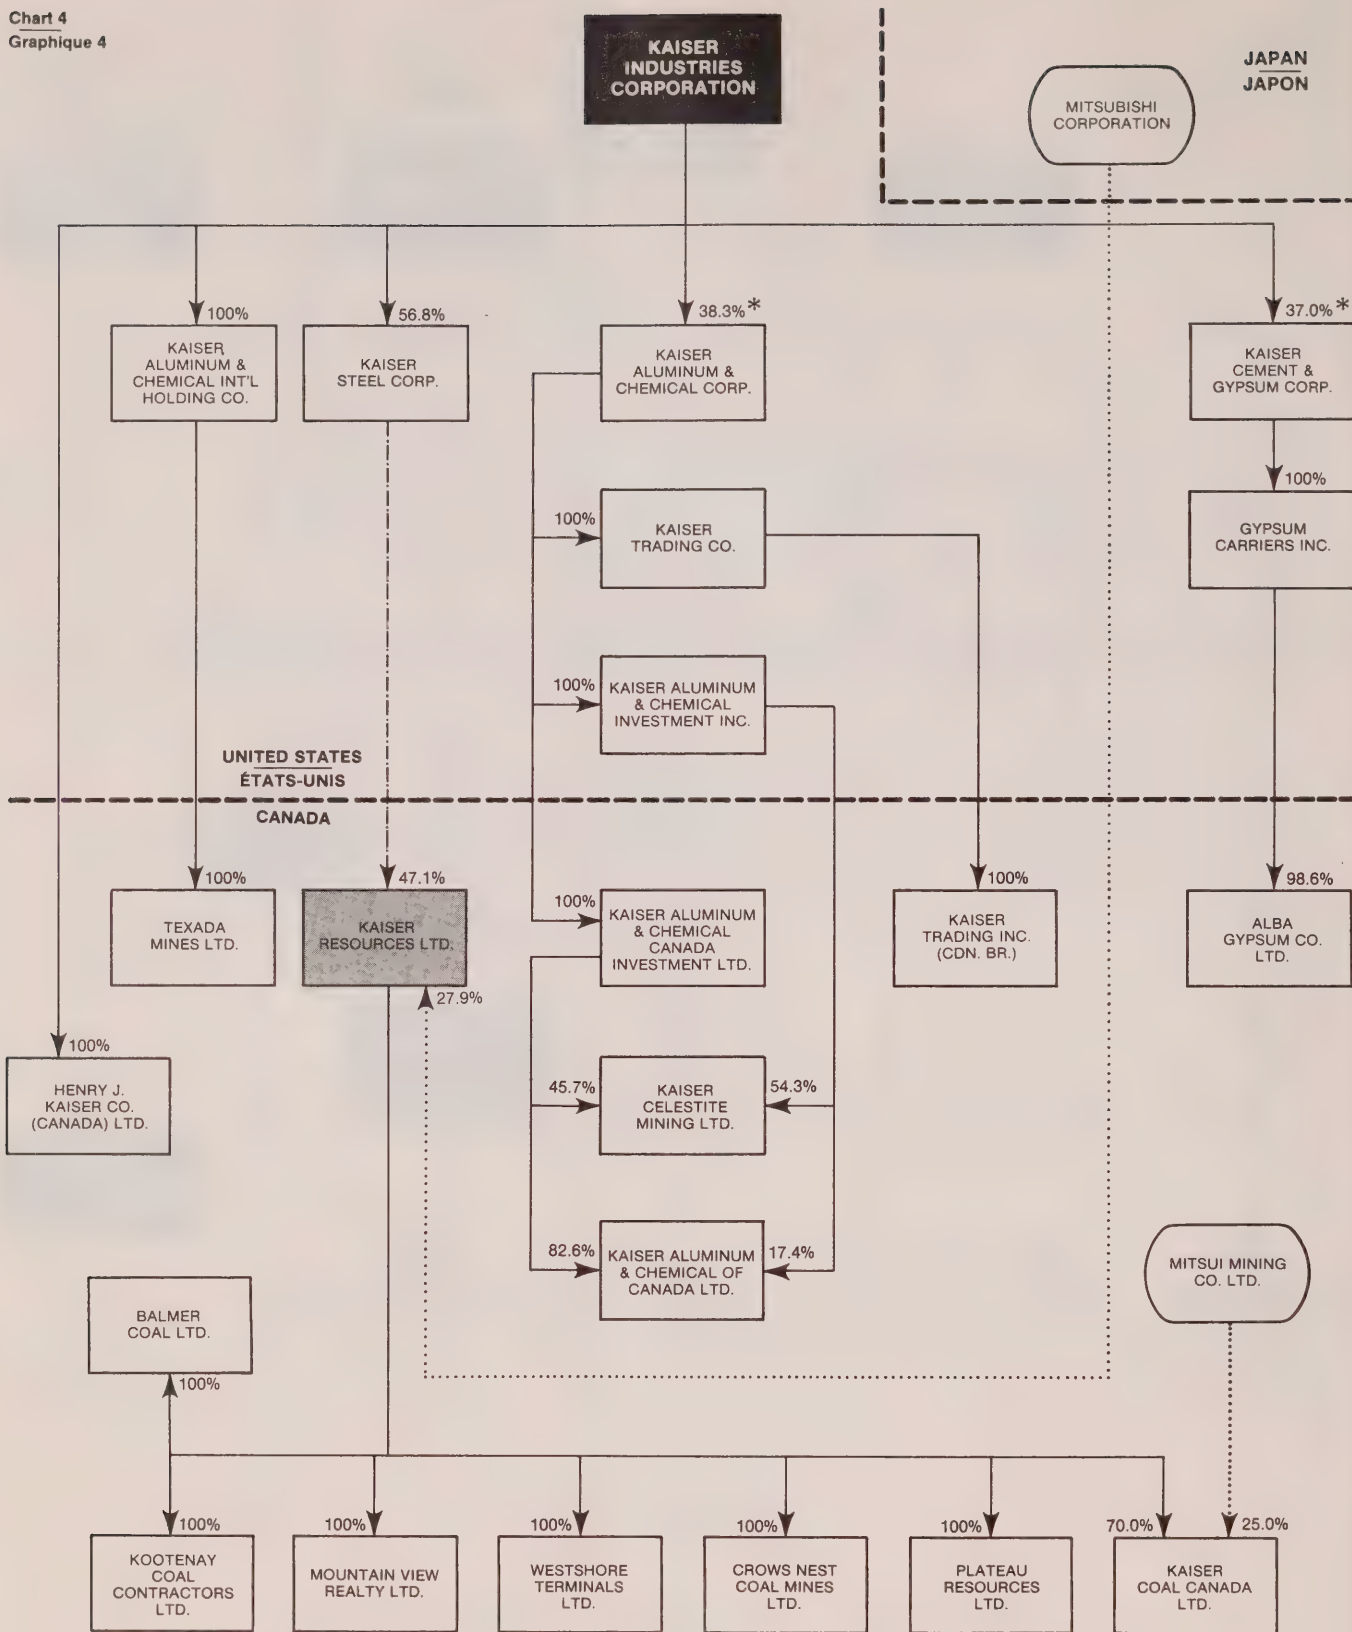 Chart 4
Graphique 4
KAISER
INDUSTRIES
CORPORATION
JAPAN
JAPON
MITSUBISHI
CORPORATION
100%
56.8%
38.3%*
37.0%*
KAISER
ALUMINUM &
CHEMICAL INT'L
HOLDING CO.
KAISER
STEEL CORP.
KAISER
ALUMINUM &
CHEMICAL CORP.
KAISER
CEMENT &
GYPSUM CORP.
100%
KAISER
TRADING CO.
100%
GYPSUM
CARRIERS INC.
100%
KAISER ALUMINUM
& CHEMICAL
INVESTMENT INC.
UNITED STATES
ÉTATS-UNIS
CANADA
100%
TEXADA
MINES LTD.
47.1%
KAISER
RESOURCES LTD.
27.9%
100%
KAISER ALUMINUM
& CHEMICAL
CANADA
INVESTMENT LTD.
100%
KAISER
TRADING INC.
(CDN. BR.)
98.6%
ALBA
GYPSUM CO.
LTD.
100%
HENRY J.
KAISER CO.
(CANADA) LTD.
45.7%
KAISER
CELESTITE
MINING LTD.
54.3%
82.6%
KAISER ALUMINUM
& CHEMICAL OF
CANADA LTD.
17.4%
MITSUI MINING
CO. LTD.
BALMER
COAL LTD.
100%
100%
KOOTENAY
COAL
CONTRACTORS
LTD.
100%
MOUNTAIN VIEW
REALTY LTD.
100%
WESTSHORE
TERMINALS
LTD.
100%
CROWS NEST
COAL MINES
LTD.
100%
PLATEAU
RESOURCES
LTD.
70.0%
25.0%
KAISER
COAL CANADA
LTD.